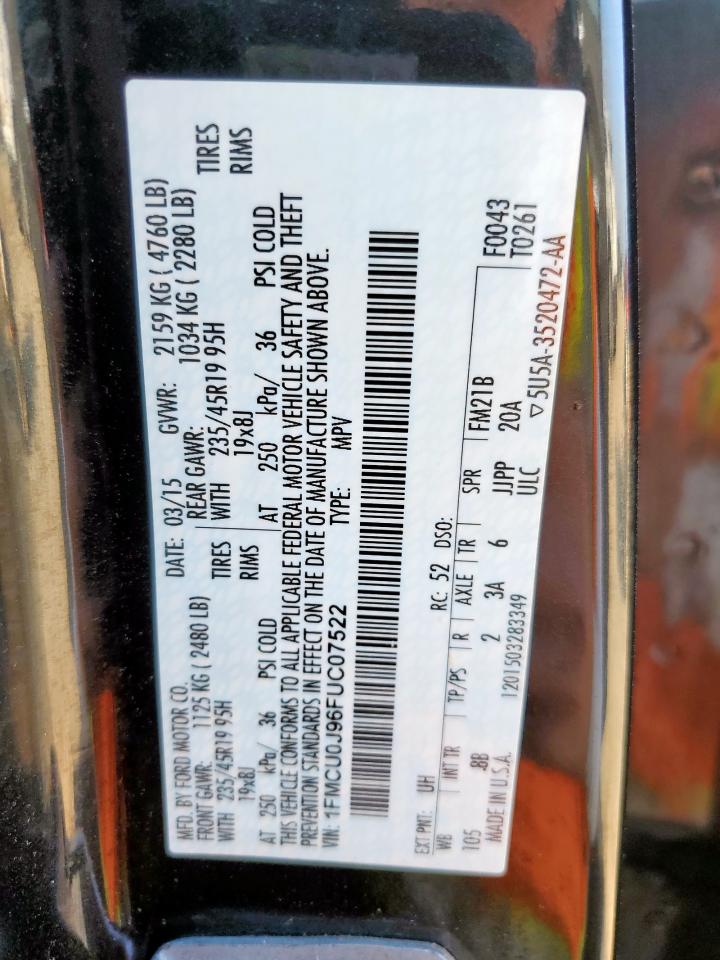 MFD. BY FORD MOTOR CO.
DATE: 03/15 GVWR: 2159 KG ( 4760 LB)
FRONT GAWR: 1125 KG ( 2480 LB) REAR GAWR: 1034 KG ( 2280 LB)
WITH 235/45R19 95H TIRES WITH 235/45R19 95H TIRES
19x8J RIMS 19x8J RIMS
AT 250 kPa/ 36 PSI COLD AT 250 kPa/ 36 PSI COLD
THIS VEHICLE CONFORMS TO ALL APPLICABLE FEDERAL MOTOR VEHICLE SAFETY AND THEFT
PREVENTION STANDARDS IN EFFECT ON THE DATE OF MANUFACTURE SHOWN ABOVE.
VIN: 1FMCU0J96FUC07522 TYPE: MPV
EXT PNT: UH RC: 52 DSO:
WB INT TR TP/PS R AXLE TR SPR FM21B F0043
105 .8B 2 3A 6 JJPP 20A T0261
MADE IN U.S.A. 1201503283349 ULC ▽5U5A-3520472-AA